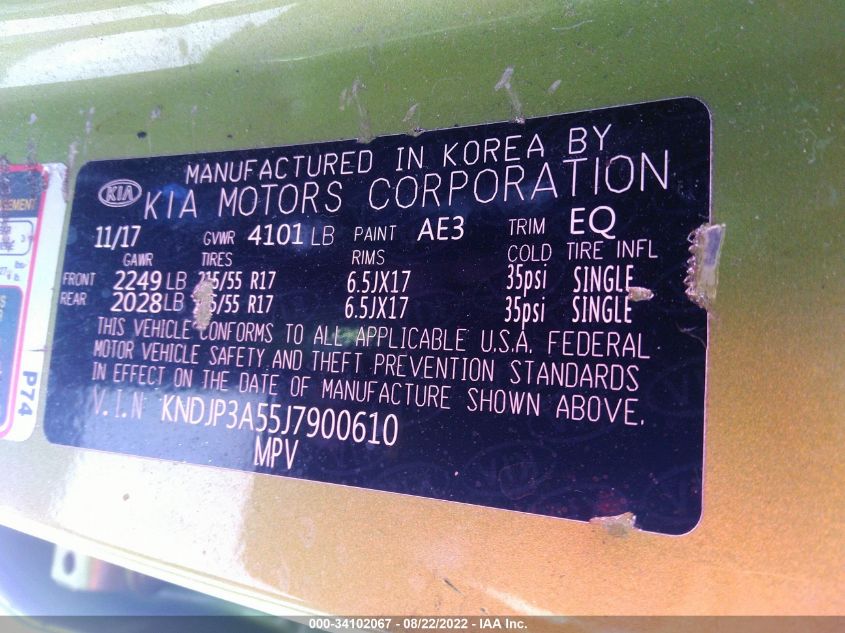 MANUFACTURED IN KOREA BY
KIA KIA MOTORS CORPORATION
11/17 GVWR 4101 LB PAINT AE3 TRIM EQ
GAWR TIRES RIMS COLD TIRE INFL
FRONT 2249 LB 215/55 R17 6.5JX17 35psi SINGLE
REAR 2028 LB /55 R17 6.5JX17 35psi SINGLE
THIS VEHICLE CONFORMS TO ALL APPLICABLE U.S.A. FEDERAL
MOTOR VEHICLE SAFETY AND THEFT PREVENTION STANDARDS
IN EFFECT ON THE DATE OF MANUFACTURE SHOWN ABOVE.
V.I.N KNDJP3A55J7900610
MPV
P74
000-34102067 - 08/22/2022 - IAA Inc.